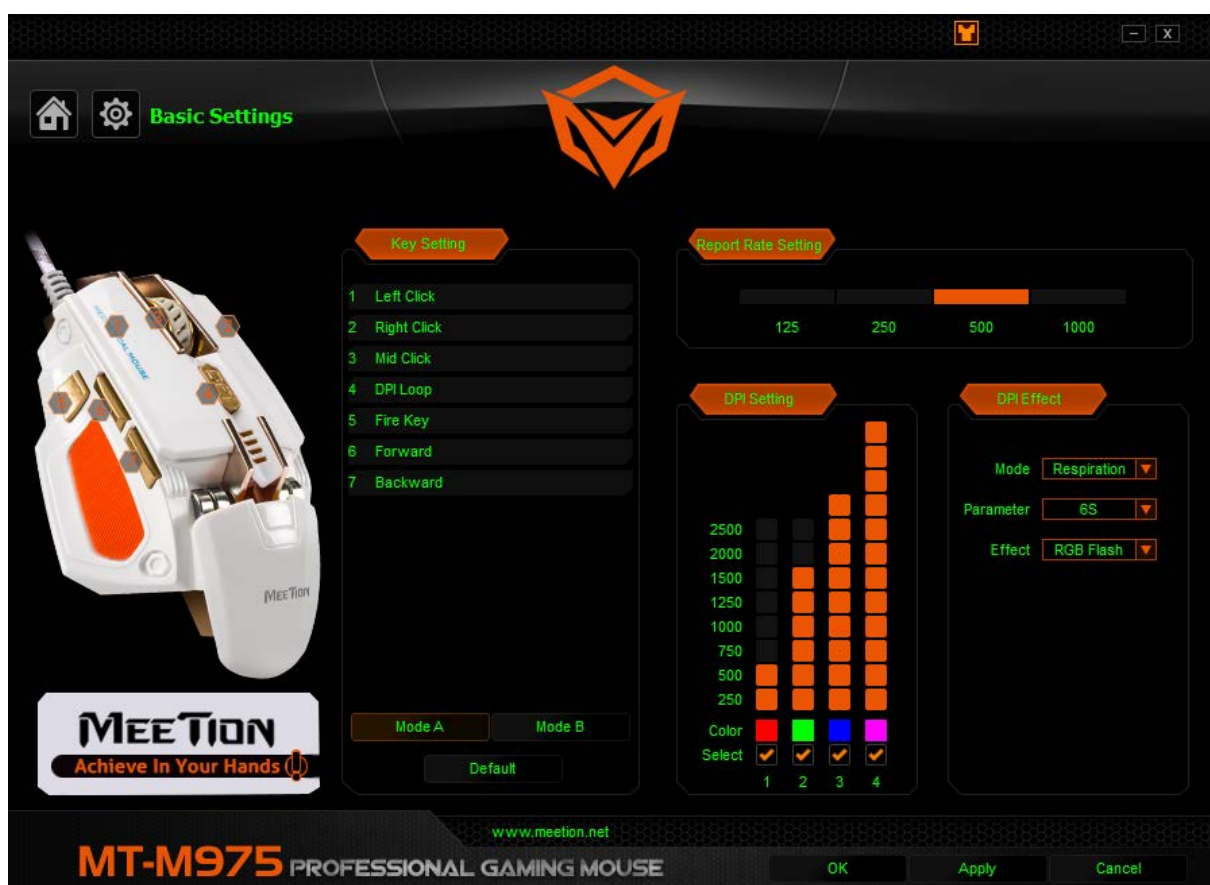 X
Basic Settings
Key Setting
1 Left Click
2 Right Click
3 Mid Click
4 DPI Loop
5 Fire Key
6 Forward
7 Backward
Mode A
Mode B
Default
Report Rate Setting
125 250 500 1000
DPI Setting
2500
2000
1500
1250
1000
750
500
250
Color
Select
1 2 3 4
DPI Effect
Mode Respiration
Parameter 6S
Effect RGB Flash
MEETION
MEETION
Achieve In Your Hands
www.meetion.net
MT-M975 PROFESSIONAL GAMING MOUSE
OK
Apply
Cancel